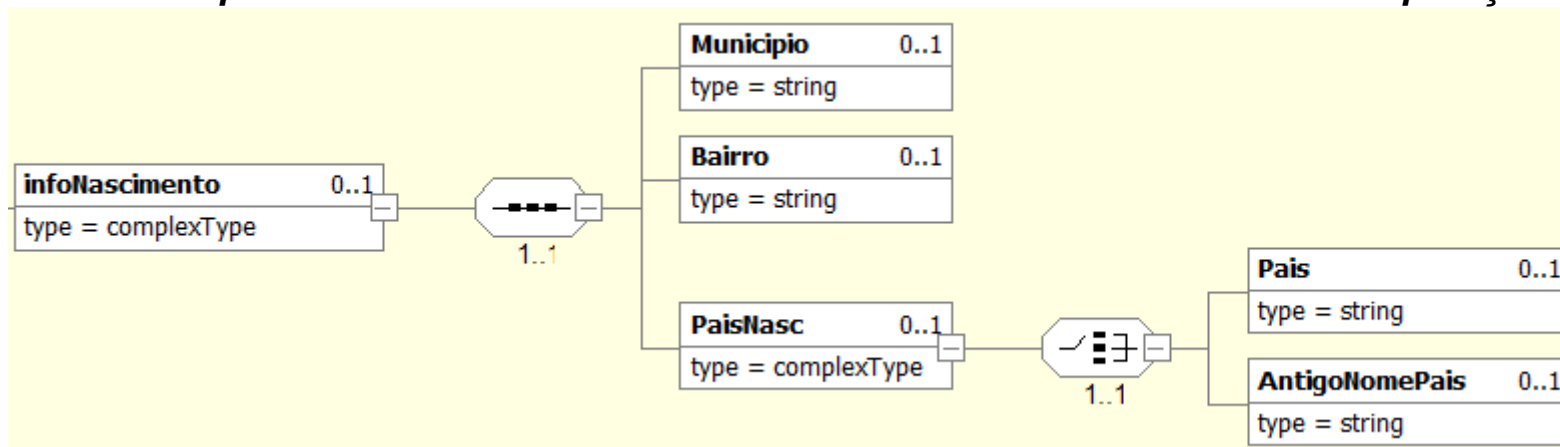 Municipio 0..1
type = string
Bairro 0..1
type = string
infoNascimento 0..1
type = complexType
1..1
PaisNasc 0..1
type = complexType
1..1
Pais 0..1
type = string
AntigoNomePais 0..1
type = string